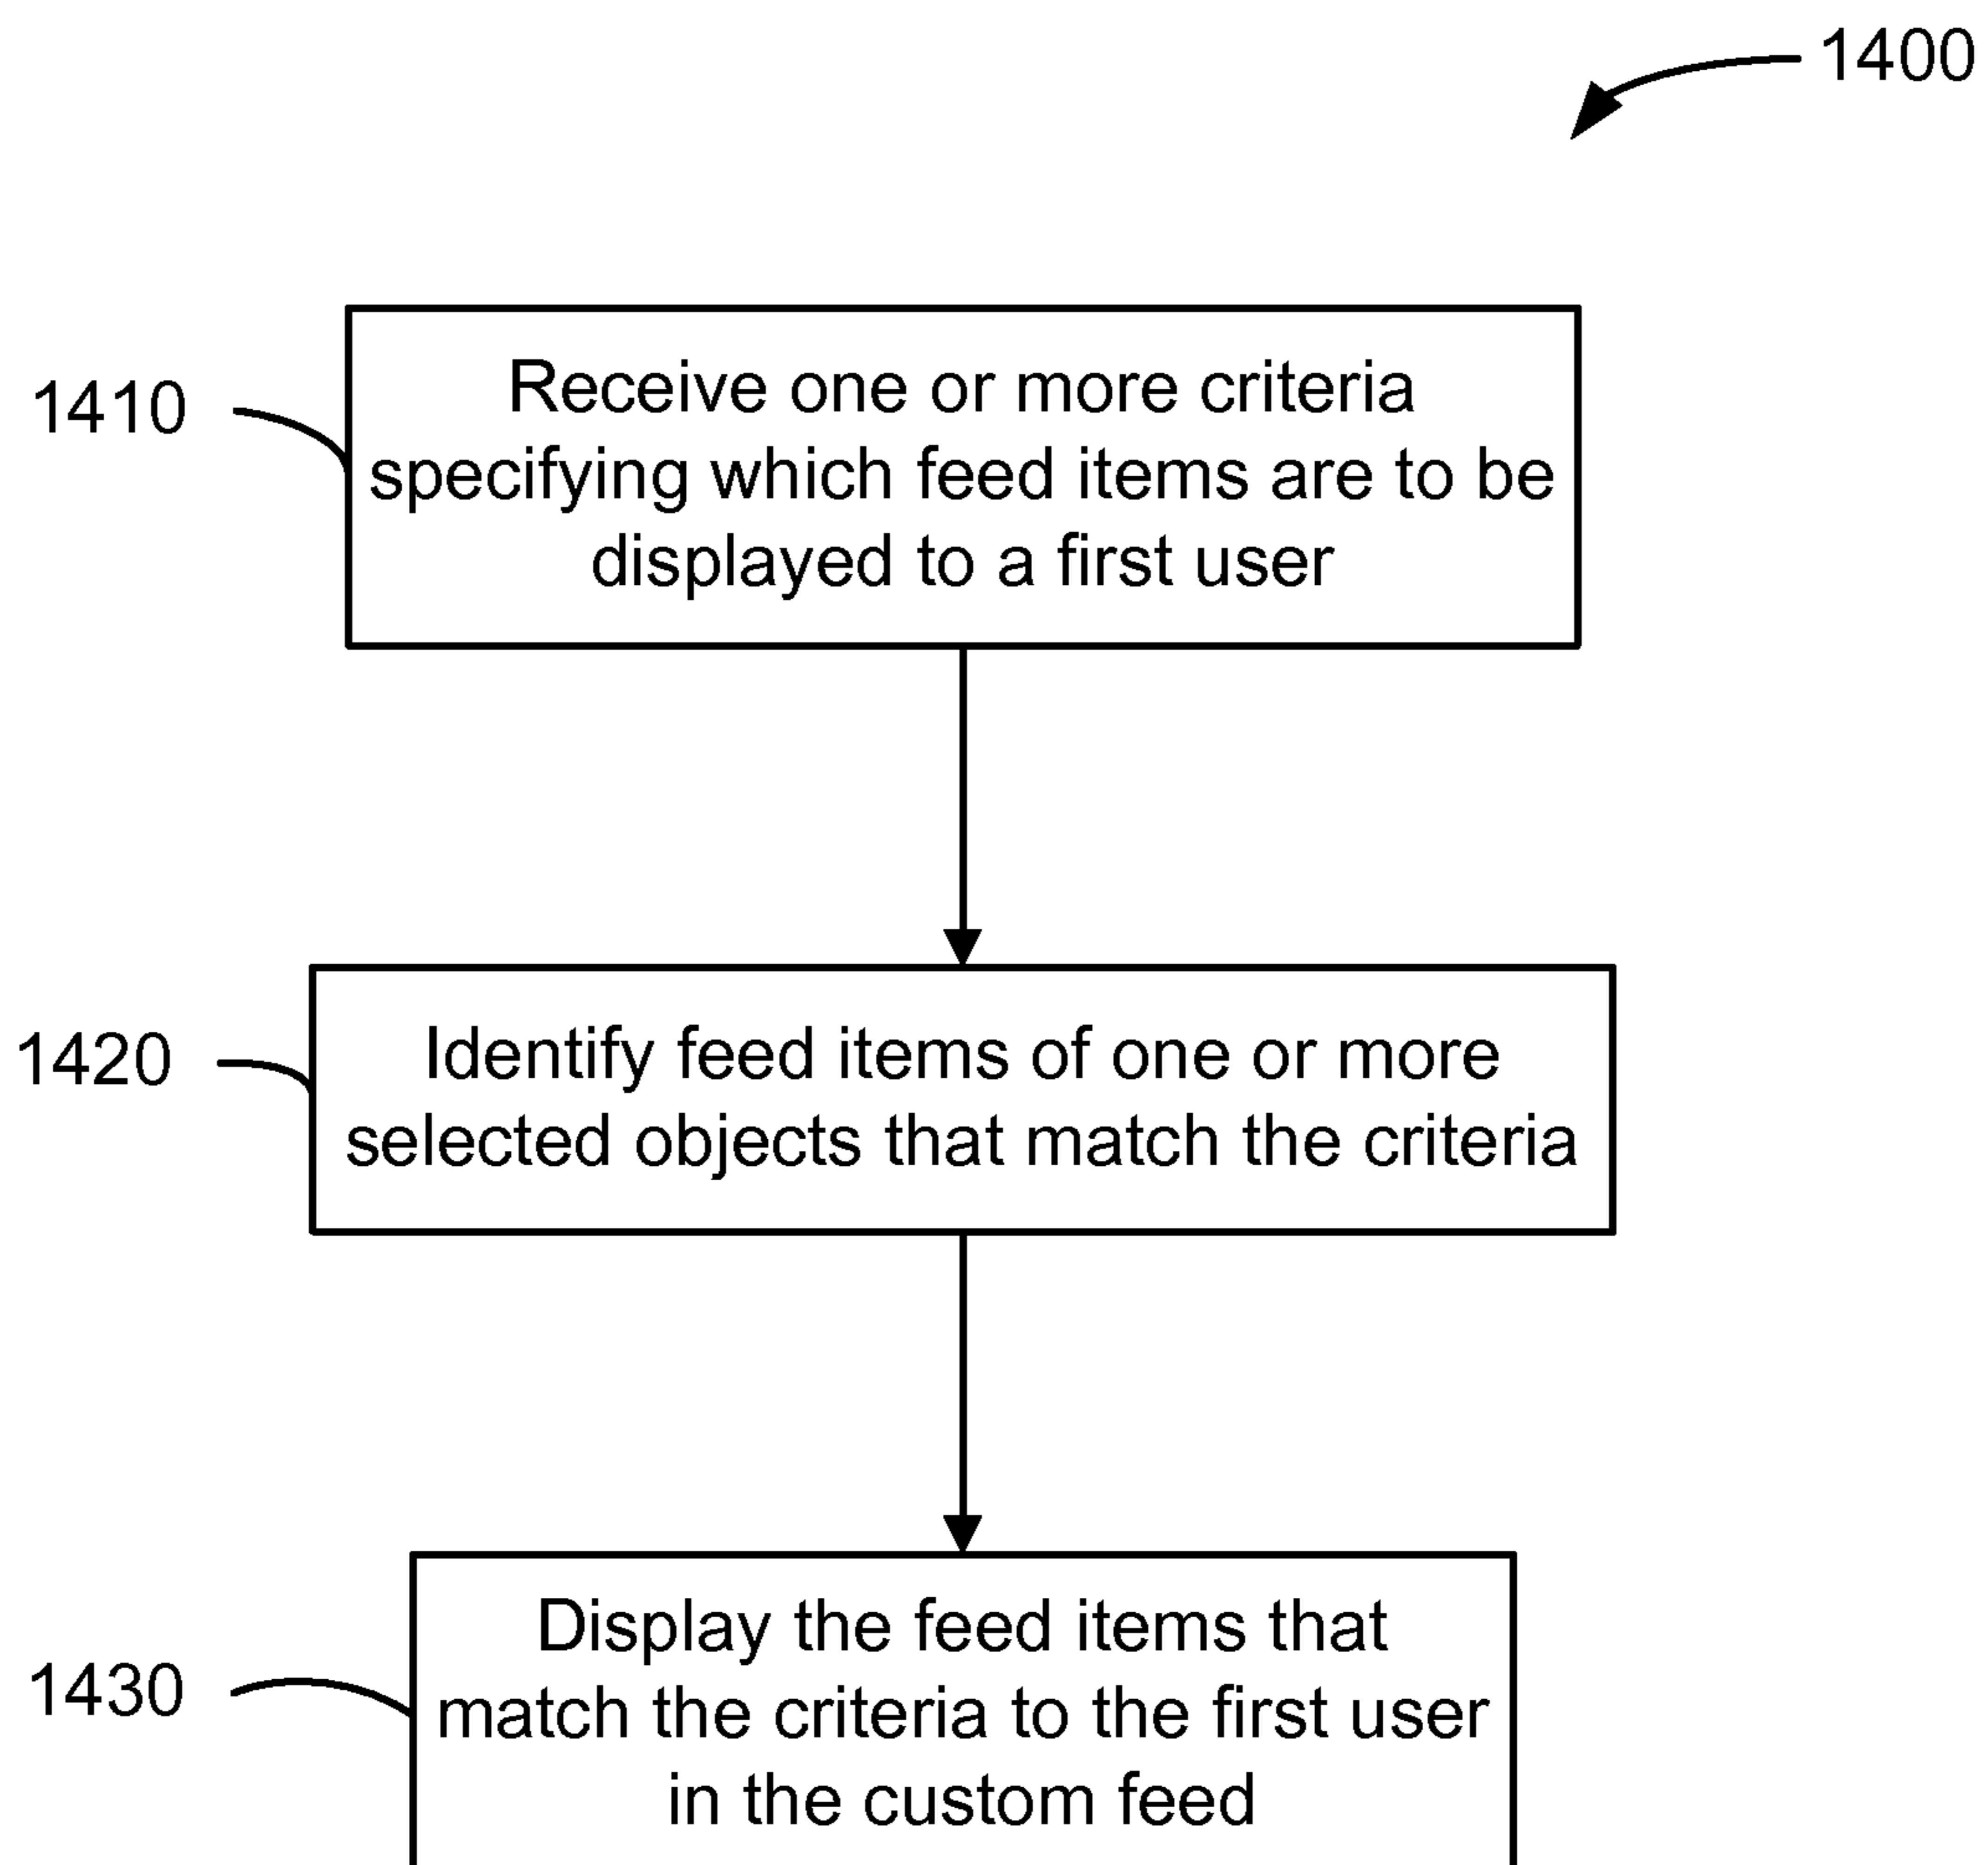 1400
1410
Receive one or more criteria
specifying which feed items are to be
displayed to a first user
1420
Identify feed items of one or more
selected objects that match the criteria
1430
Display the feed items that
match the criteria to the first user
in the custom feed